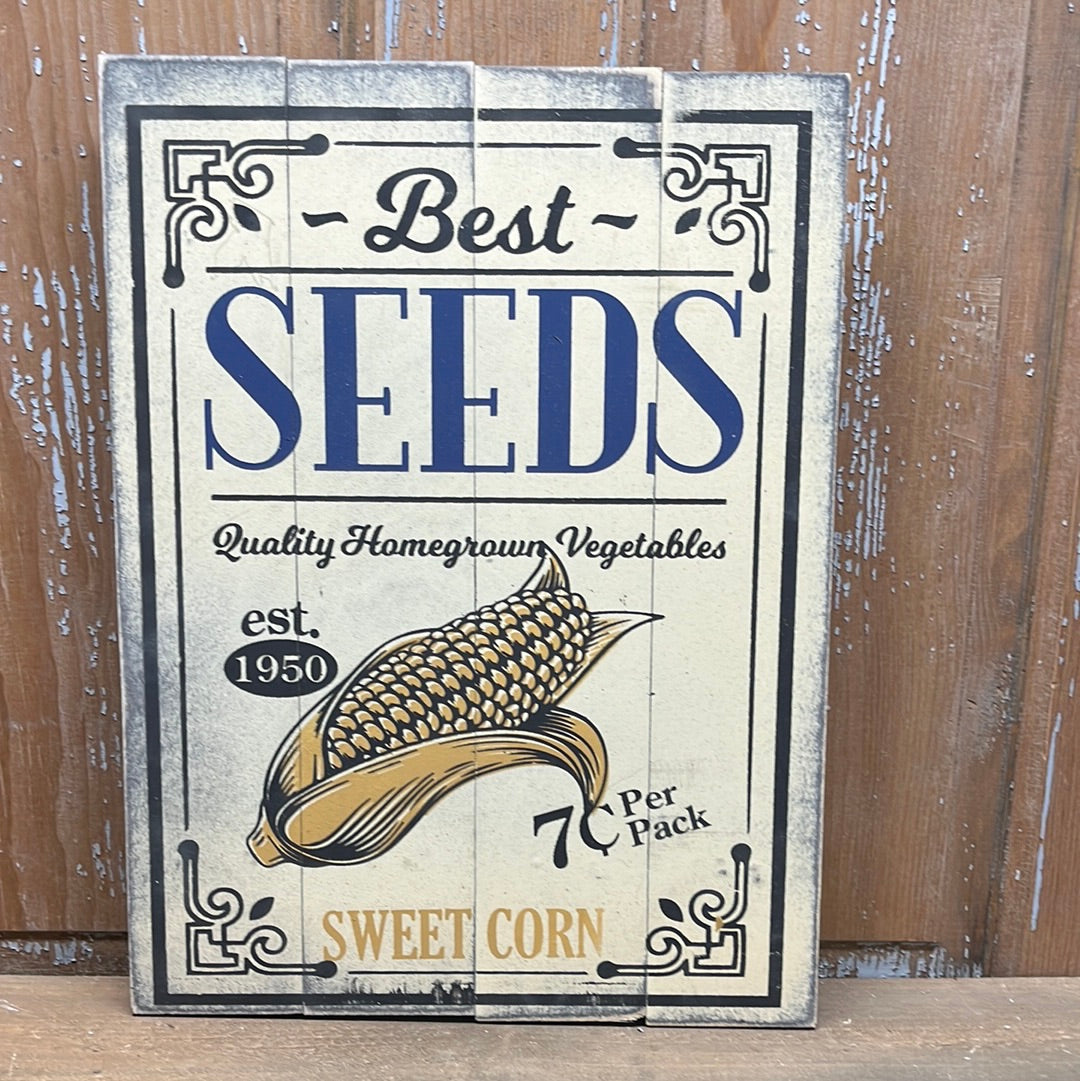 ~ Best ~
SEEDS
Quality Homegrown Vegetables
est.
1950
7¢ Per
Pack
SWEET CORN